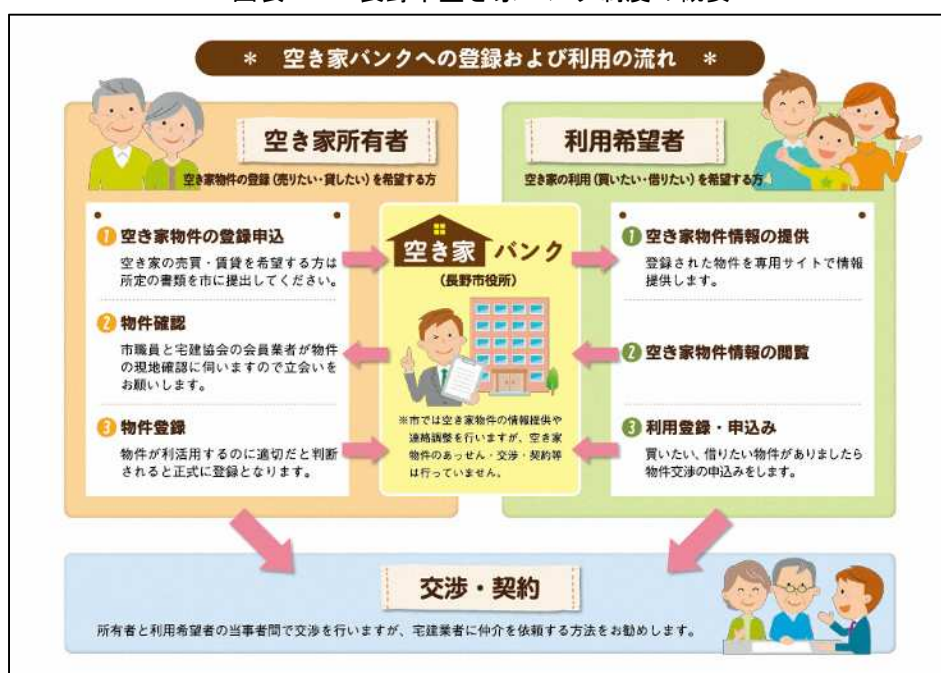 ＊ 空き家バンクへの登録および利用の流れ ＊
空き家所有者
空き家物件の登録（売りたい・貸したい）を希望する方
1 空き家物件の登録申込
空き家の売買・賃貸を希望する方は
所定の書類を市に提出してください。
2 物件確認
市職員と宅建協会の会員業者が物件
の現地確認に伺いますので立会いを
お願いします。
3 物件登録
物件が利活用するのに適切だと判断
されると正式に登録となります。
空き家バンク
（長野市役所）
※市では空き家物件の情報提供や
連絡調整を行いますが、空き家
物件のあっせん・交渉・契約等
は行っていません。
利用希望者
空き家の利用（買いたい・借りたい）を希望する方
1 空き家物件情報の提供
登録された物件を専用サイトで情報
提供します。
2 空き家物件情報の閲覧
3 利用登録・申込み
買いたい、借りたい物件がありましたら
物件交渉の申込みをします。
交渉・契約
所有者と利用希望者の当事者間で交渉を行いますが、宅建業者に仲介を依頼する方法をお勧めします。